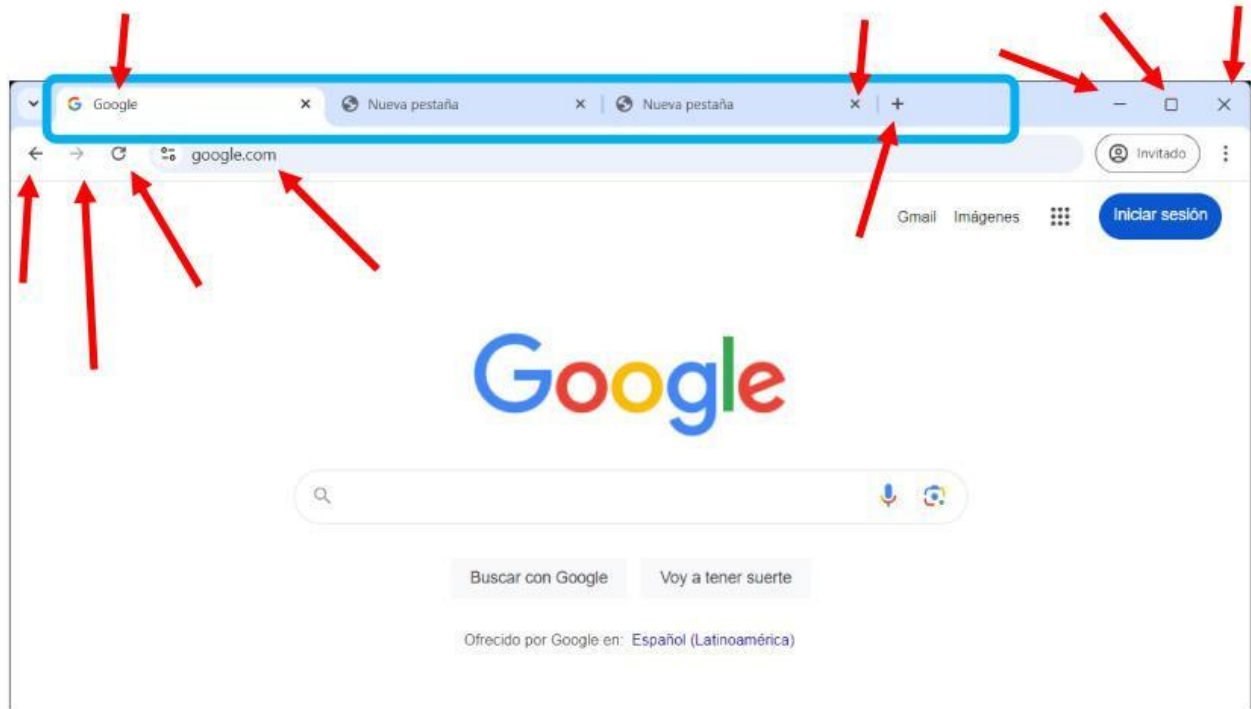 Google Nueva pestaña Nueva pestaña
google.com Invitado
Gmail Imágenes Iniciar sesión
Google
Buscar con Google Voy a tener suerte
Ofrecido por Google en: Español (Latinoamérica)